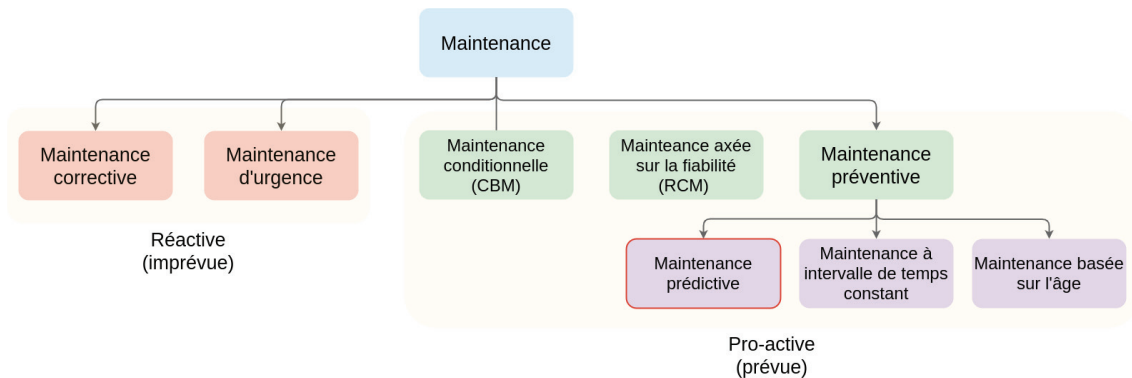 Maintenance
Maintenance
corrective
Maintenance
d'urgence
Maintenance
conditionnelle
(CBM)
Mainteance axée
sur la fiabilité
(RCM)
Maintenance
préventive
Réactive
(imprévue)
Maintenance
prédictive
Maintenance à
intervalle de temps
constant
Maintenance basée
sur l'âge
Pro-active
(prévue)